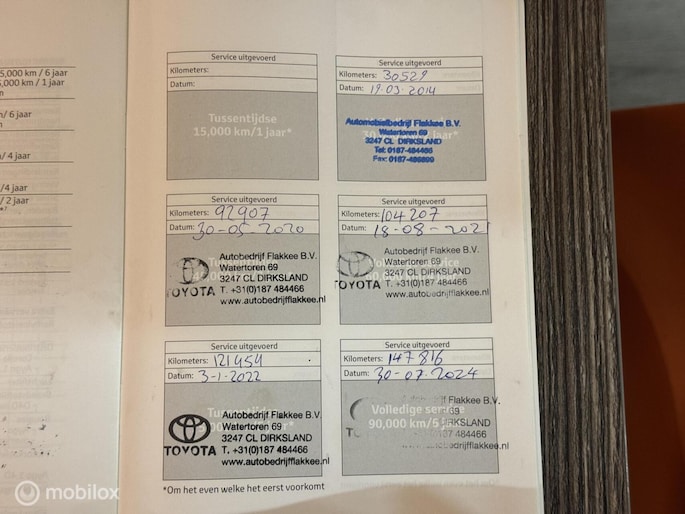 5,000 km / 6 jaar
5,000 km / 1 jaar
m/ 6 jaar
m/ 4 jaar
/4 jaar
/ 2 jaar
Service uitgevoerd
Kilometers:
Datum:
Tussentijdse
15,000 km/1 jaar*
Service uitgevoerd
Kilometers: 30529
Datum: 19.03.2014
Automobielbedrijf Flakkee B.V.
Watertoren 69
3247 CL DIRKSLAND
Tel: 0187-484466
Fax: 0187-485899
Service uitgevoerd
Kilometers: 92907
Datum: 30-05-2020
Autobedrijf Flakkee B.V.
Watertoren 69
3247 CL DIRKSLAND
TOYOTA T. +31(0)187 484466
www.autobedrijfflakkee.nl
Service uitgevoerd
Kilometers: 104207
Datum: 18-08-2021
Autobedrijf Flakkee B.V.
Watertoren 69
3247 CL DIRKSLAND
TOYOTA T. +31(0)187 484466
www.autobedrijfflakkee.nl
Service uitgevoerd
Kilometers: 121454
Datum: 3-1-2022
Autobedrijf Flakkee B.V.
Watertoren 69
3247 CL DIRKSLAND
TOYOTA T. +31(0)187 484466
www.autobedrijfflakkee.nl
Service uitgevoerd
Kilometers: 147816
Datum: 30-07-2024
Flakkee B.V.
Volledige service 69
DIRKSLAND
90,000 km/6 jaar
187 484466
bedrijfflakkee.nl
*Om het even welke het eerst voorkomt
mobilox